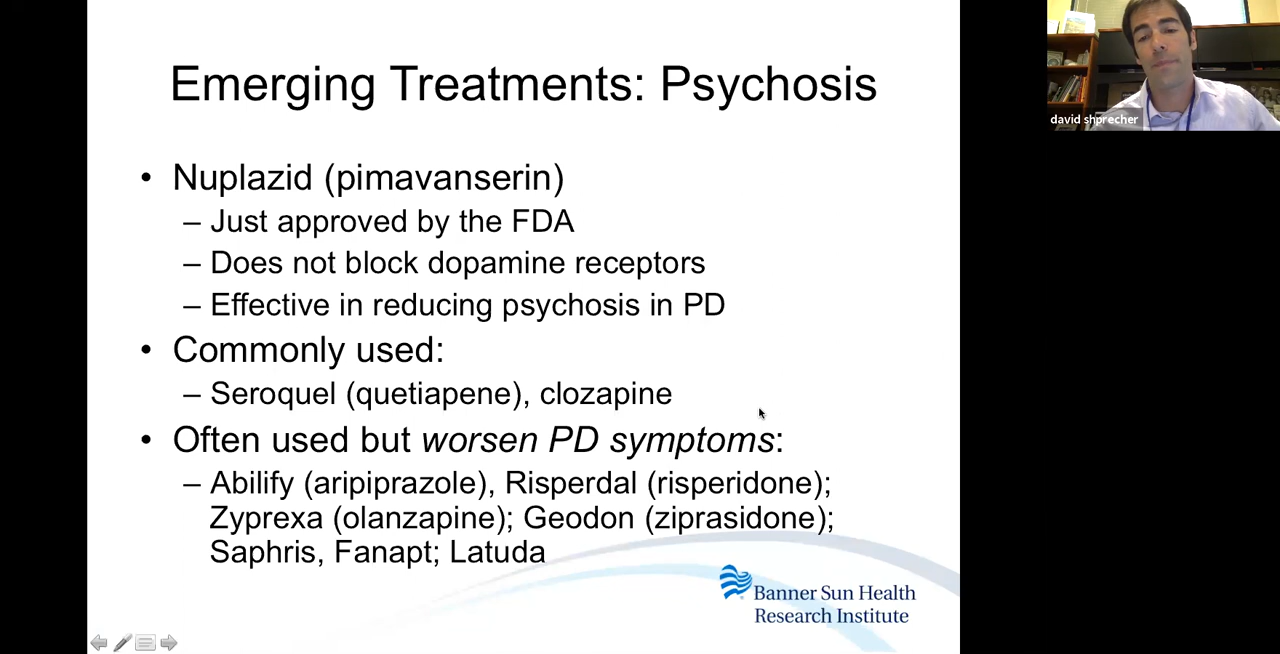 Emerging Treatments: Psychosis
• Nuplazid (pimavanserin)
– Just approved by the FDA
– Does not block dopamine receptors
– Effective in reducing psychosis in PD
• Commonly used:
– Seroquel (quetiapene), clozapine
• Often used but worsen PD symptoms:
– Abilify (aripiprazole), Risperdal (risperidone);
Zyprexa (olanzapine); Geodon (ziprasidone);
Saphris, Fanapt; Latuda
Banner Sun Health
Research Institute
david shprecher